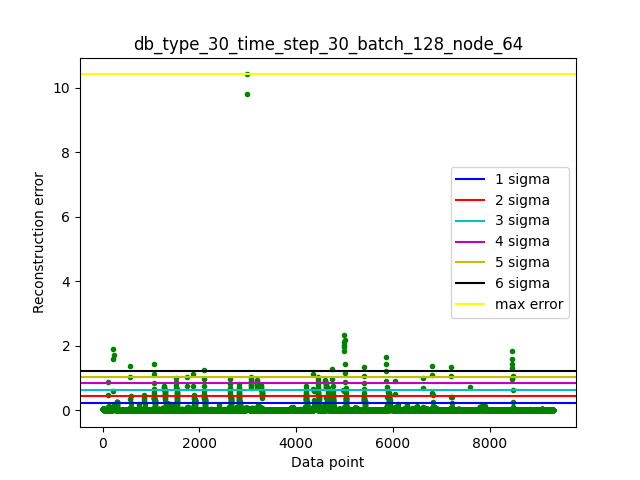 db_type_30_time_step_30_batch_128_node_64
Reconstruction error
10
8
6
4
2
0
1 sigma
2 sigma
3 sigma
4 sigma
5 sigma
6 sigma
max error
0 2000 4000 6000 8000
Data point